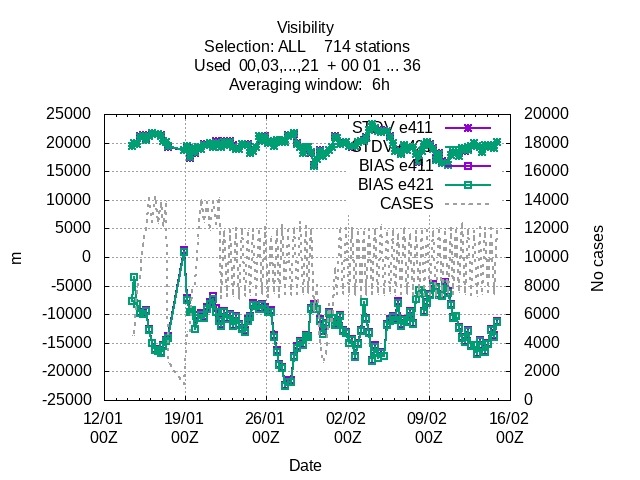 Visibility
Selection: ALL 714 stations
Used 00,03,...,21 + 00 01 ... 36
Averaging window: 6h
25000
20000
15000
10000
5000
0
-5000
-10000
-15000
-20000
-25000
m
20000
18000
16000
14000
12000
10000
8000
6000
4000
2000
0
No cases
STDV e411
STDV e421
BIAS e411
BIAS e421
CASES
12/01 19/01 26/01 02/02 09/02 16/02
00Z 00Z 00Z 00Z 00Z 00Z
Date